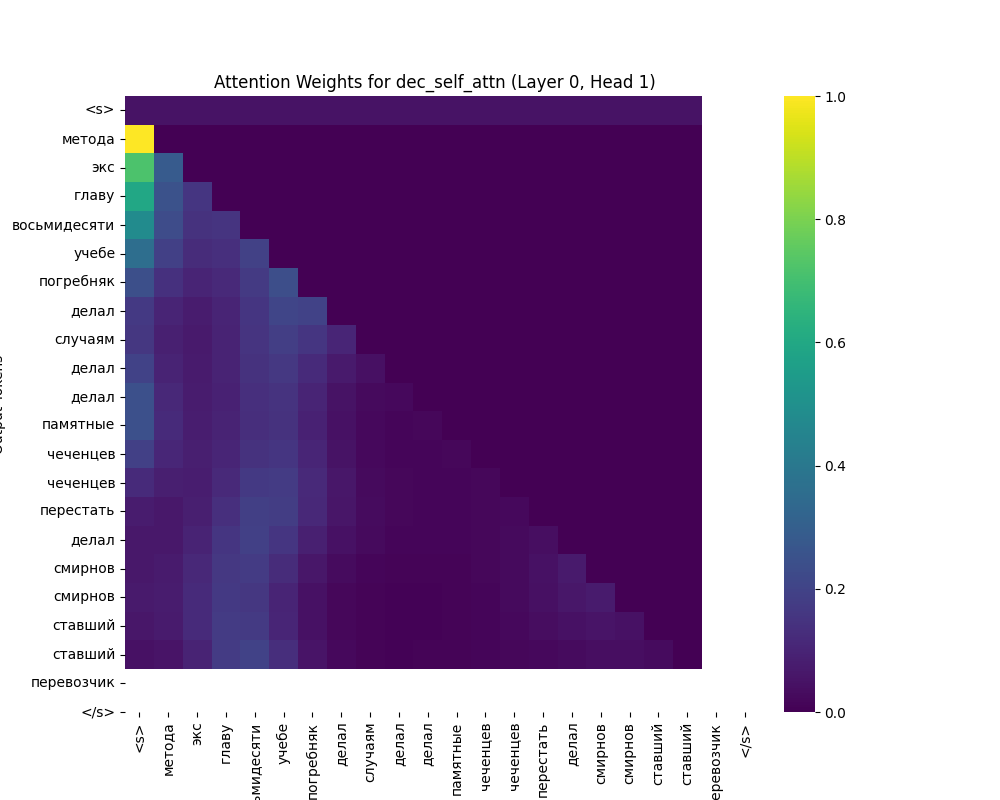 Attention Weights for dec_self_attn (Layer 0, Head 1)
<s>
метода
экс
главу
восьмидесяти
учебе
погребняк
делал
случаям
делал
делал
памятные
чеченцев
чеченцев
перестать
делал
смирнов
смирнов
ставший
ставший
перевозчик
</s>
<s>
метода
экс
главу
ьмидесяти
учебе
погребняк
делал
случаям
делал
делал
памятные
чеченцев
чеченцев
перестать
делал
смирнов
смирнов
ставший
ставший
еревозчик
</s>
1.0
0.8
0.6
0.4
0.2
0.0